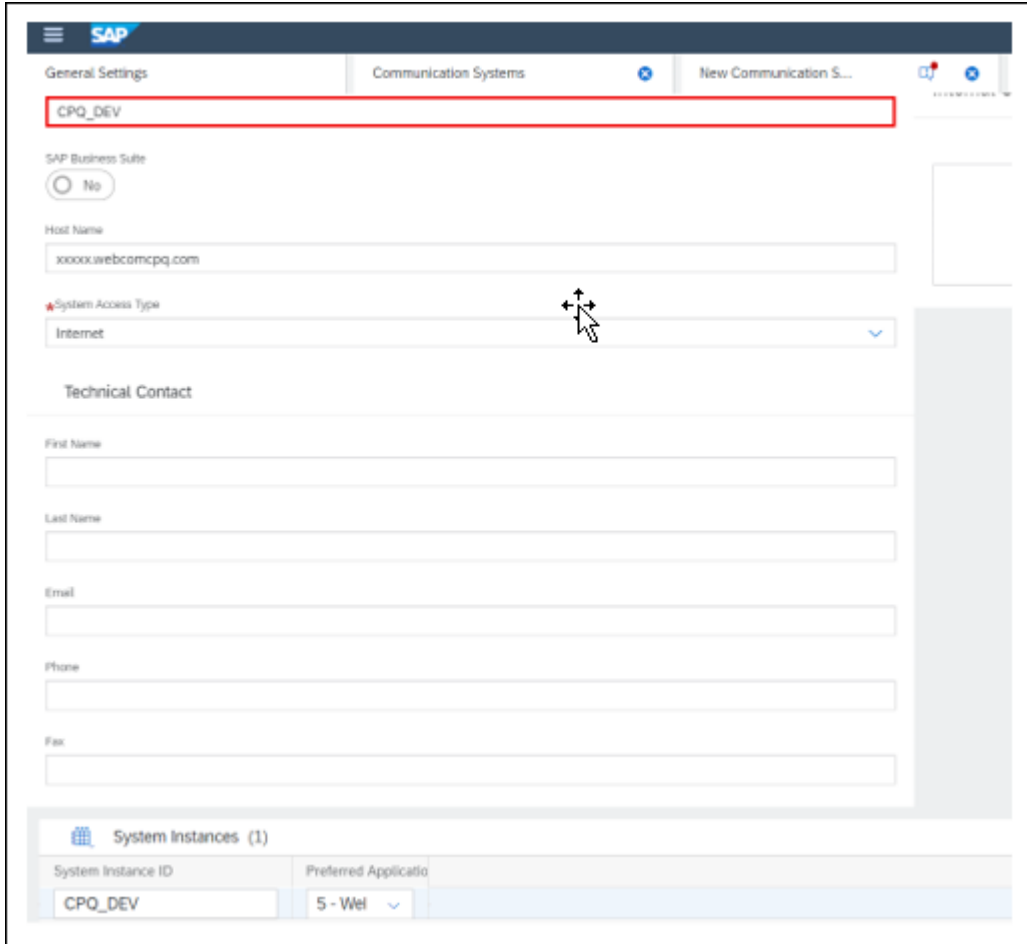 SAP
General Settings
Communication Systems
New Communication S...
CPQ_DEV
SAP Business Suite
No
Host Name
xxxxx.webcomcpq.com
*System Access Type
Internet
Technical Contact
First Name
Last Name
Email
Phone
Fax
System Instances (1)
System Instance ID
Preferred Applicatio
CPQ_DEV
5 - Wel